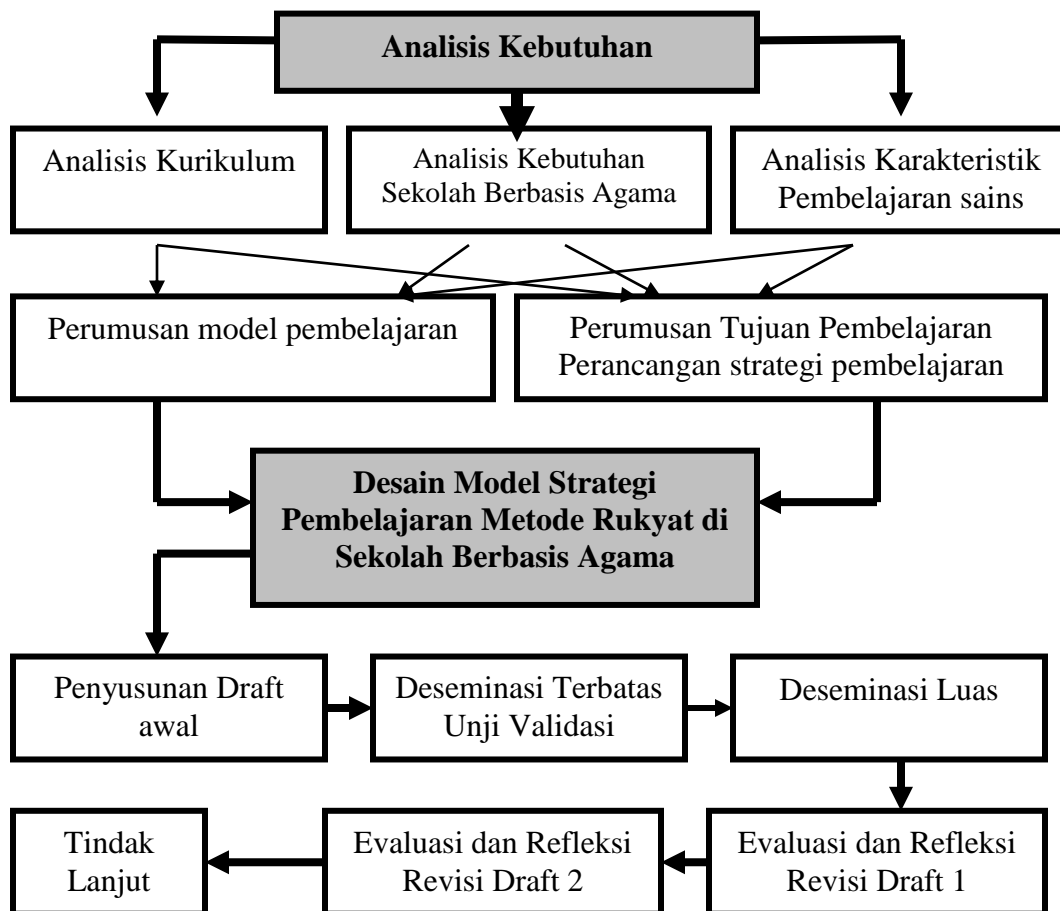 Analisis Kebutuhan
Analisis Kurikulum
Analisis Kebutuhan
Sekolah Berbasis Agama
Analisis Karakteristik
Pembelajaran sains
Perumusan model pembelajaran
Perumusan Tujuan Pembelajaran
Perancangan strategi pembelajaran
Desain Model Strategi
Pembelajaran Metode Rukyat di
Sekolah Berbasis Agama
Penyusunan Draft
awal
Deseminasi Terbatas
Unji Validasi
Deseminasi Luas
Tindak
Lanjut
Evaluasi dan Refleksi
Revisi Draft 2
Evaluasi dan Refleksi
Revisi Draft 1